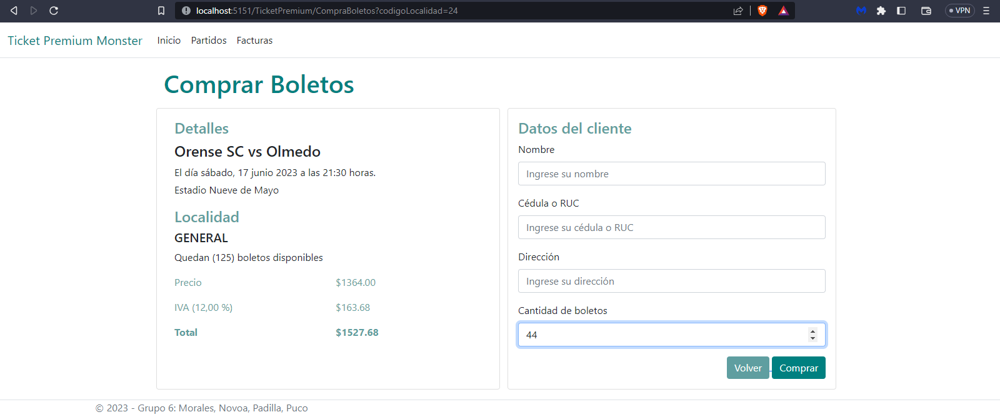 localhost:5151/TicketPremium/CompraBoletos?codigoLocalidad=24
VPN
Ticket Premium Monster Inicio Partidos Facturas
Comprar Boletos
Detalles
Orense SC vs Olmedo
El día sábado, 17 junio 2023 a las 21:30 horas.
Estadio Nueve de Mayo
Localidad
GENERAL
Quedan (125) boletos disponibles
Precio $1364.00
IVA (12,00 %) $163.68
Total $1527.68
Datos del cliente
Nombre
Ingrese su nombre
Cédula o RUC
Ingrese su cédula o RUC
Dirección
Ingrese su dirección
Cantidad de boletos
44
Volver Comprar
© 2023 - Grupo 6: Morales, Novoa, Padilla, Puco